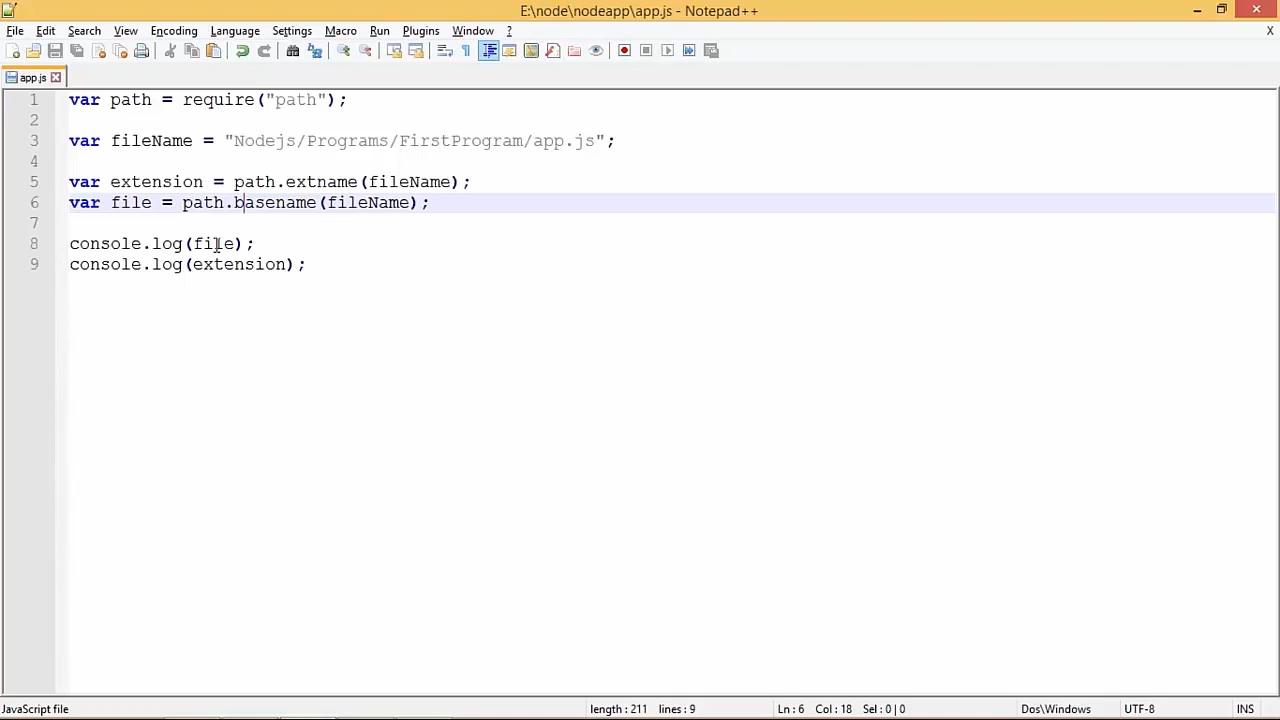 E:\node\nodeapp\app.js - Notepad++
File Edit Search View Encoding Language Settings Macro Run Plugins Window ? X
app.js
1 var path = require("path");
2
3 var fileName = "Nodejs/Programs/FirstProgram/app.js";
4
5 var extension = path.extname(fileName);
6 var file = path.basename(fileName);
7
8 console.log(file);
9 console.log(extension);
JavaScript file length : 211 lines : 9 Ln : 6 Col : 18 Sel : 0 | 0 Dos\Windows UTF-8 INS